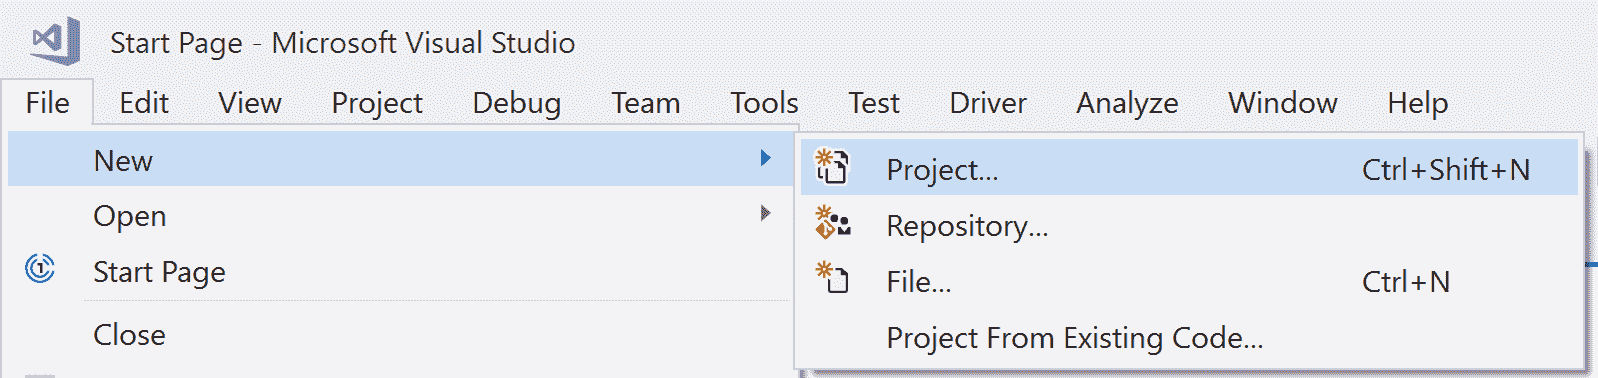 Start Page - Microsoft Visual Studio
File Edit View Project Debug Team Tools Test Driver Analyze Window Help
New
Project... Ctrl+Shift+N
Open
Repository...
Start Page
File... Ctrl+N
Close
Project From Existing Code...